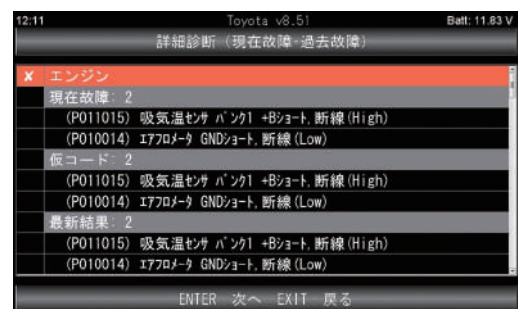 12:11 Toyota v8.51 Batt: 11.83 V
詳細診断 (現在故障・過去故障)
✘ エンジン
現在故障: 2
(P011015) 吸気温センサ バンク1 +Bショート,断線(High)
(P010014) エアフロメータ GNDショート,断線(Low)
仮コード: 2
(P011015) 吸気温センサ バンク1 +Bショート,断線(High)
(P010014) エアフロメータ GNDショート,断線(Low)
最新結果: 2
(P011015) 吸気温センサ バンク1 +Bショート,断線(High)
(P010014) エアフロメータ GNDショート,断線(Low)
ENTER 次へ EXIT 戻る